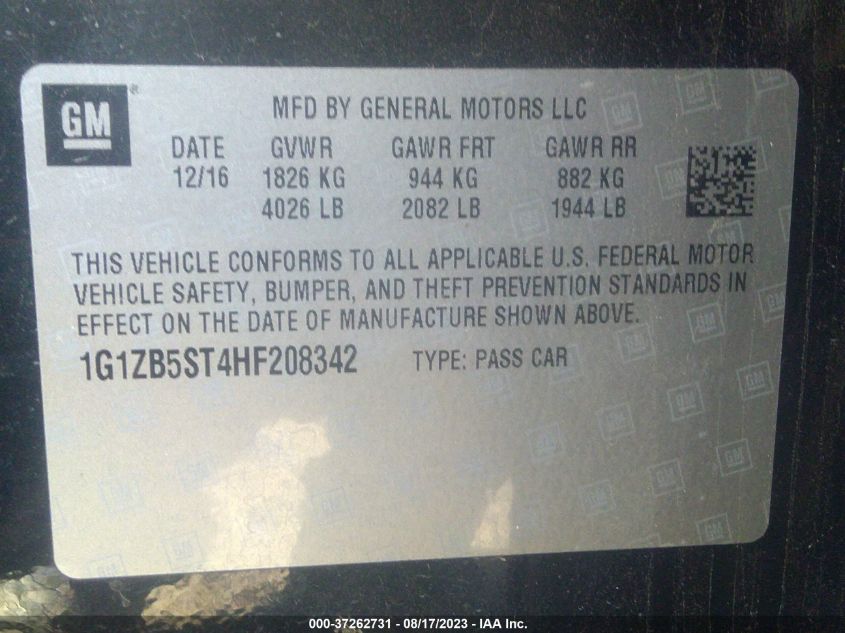 GM ®
MFD BY GENERAL MOTORS LLC
DATE GVWR GAWR FRT GAWR RR
12/16 1826 KG 944 KG 882 KG
4026 LB 2082 LB 1944 LB
THIS VEHICLE CONFORMS TO ALL APPLICABLE U.S. FEDERAL MOTOR
VEHICLE SAFETY, BUMPER, AND THEFT PREVENTION STANDARDS IN
EFFECT ON THE DATE OF MANUFACTURE SHOWN ABOVE.
1G1ZB5ST4HF208342 TYPE: PASS CAR
000-37262731 - 08/17/2023 - IAA Inc.